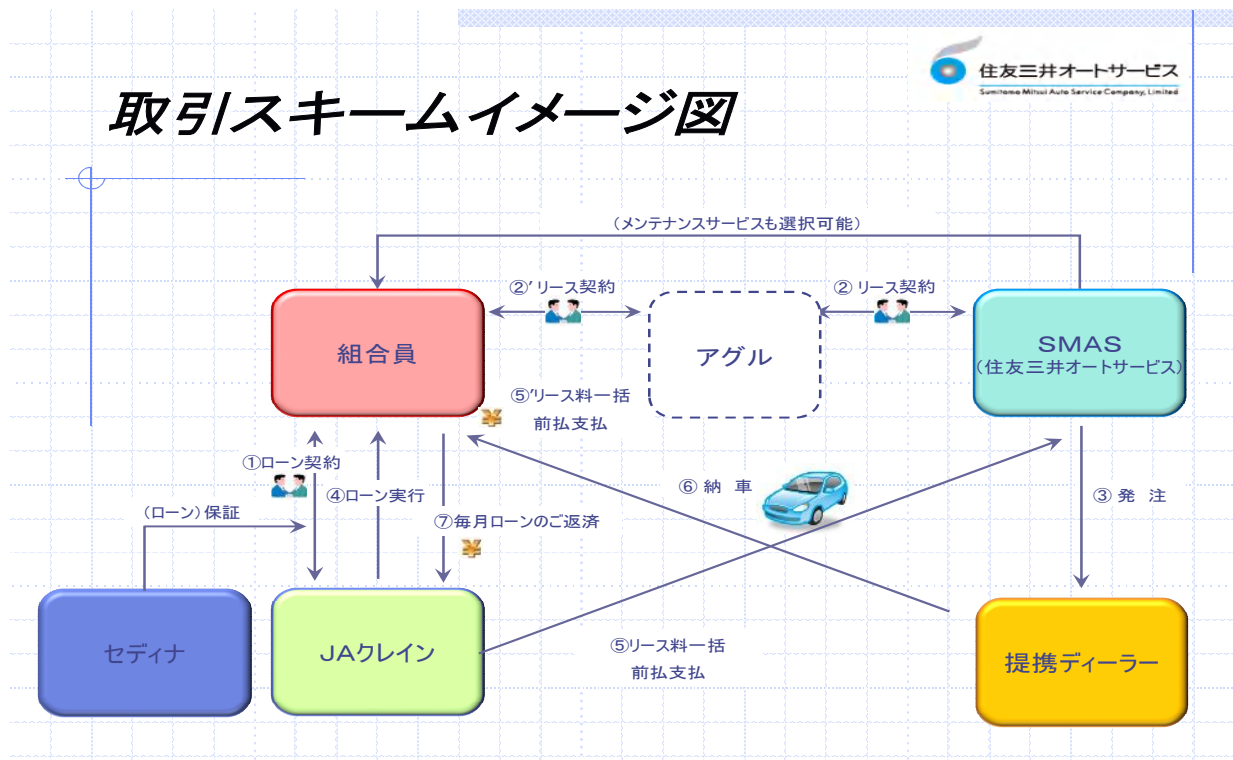 住友三井オートサービス
Sumitomo Mitsui Auto Service Company, Limited
取引スキームイメージ図
(メンテナンスサービスも選択可能)
②’リース契約
② リース契約
組合員
アグル
SMAS
(住友三井オートサービス)
⑤’リース料一括
前払支払
①ローン契約
④ローン実行
⑥ 納 車
③ 発 注
(ローン)保証
⑦毎月ローンのご返済
セディナ
JAクレイン
⑤リース料一括
前払支払
提携ディーラー